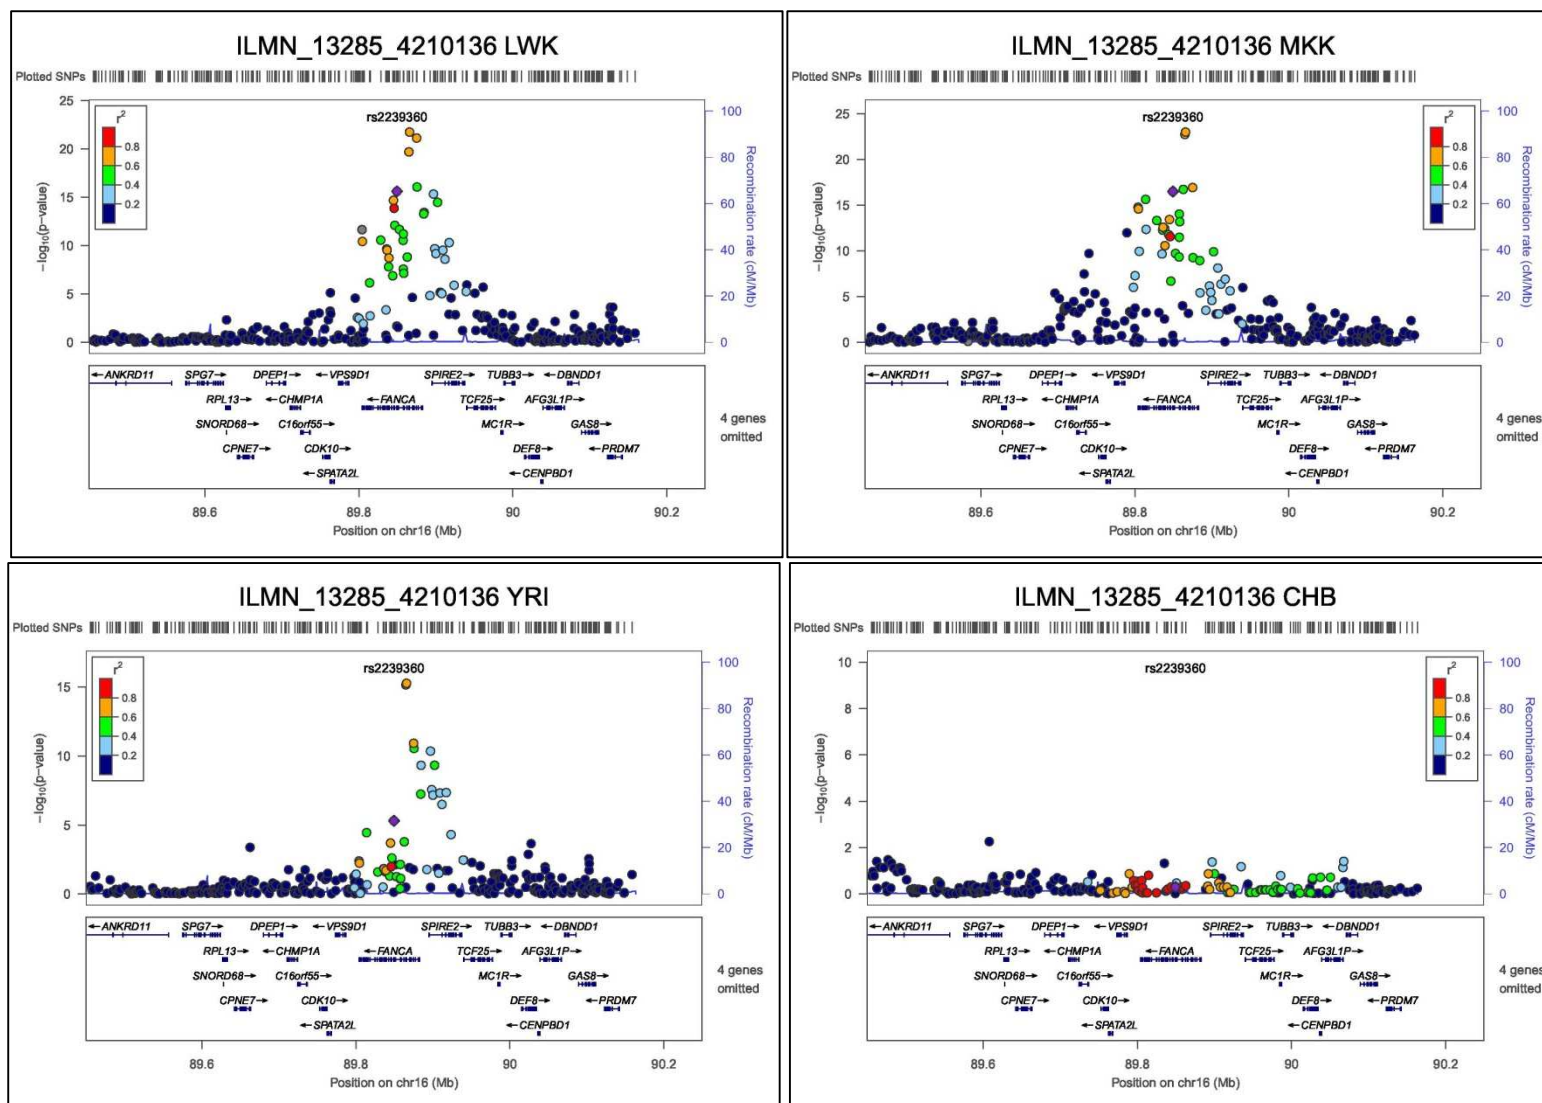 ILMN_13285_4210136 LWK
Plotted SNPs
25
20
15
10
5
0
−log10(p−value)
r2
0.8
0.6
0.4
0.2
rs2239360
100
80
60
40
20
0
Recombination rate (cM/Mb)
←ANKRD11 SPG7→ DPEP1→ ←VPS9D1 SPIRE2→ TUBB3→ ←DBNDD1
RPL13→ ←CHMP1A ←FANCA TCF25→ AFG3L1P→
SNORD68→ C16orf55→ MC1R→ GAS8→
CPNE7→ CDK10→ DEF8→ ←PRDM7
←SPATA2L ←CENPBD1
4 genes
omitted
89.6 89.8 90 90.2
Position on chr16 (Mb)
ILMN_13285_4210136 MKK
Plotted SNPs
25
20
15
10
5
0
−log10(p−value)
rs2239360
r2
0.8
0.6
0.4
0.2
100
80
60
40
20
0
Recombination rate (cM/Mb)
←ANKRD11 SPG7→ DPEP1→ ←VPS9D1 SPIRE2→ TUBB3→ ←DBNDD1
RPL13→ ←CHMP1A ←FANCA TCF25→ AFG3L1P→
SNORD68→ C16orf55→ MC1R→ GAS8→
CPNE7→ CDK10→ DEF8→ ←PRDM7
←SPATA2L ←CENPBD1
4 genes
omitted
89.6 89.8 90 90.2
Position on chr16 (Mb)
ILMN_13285_4210136 YRI
Plotted SNPs
15
10
5
0
−log10(p−value)
r2
0.8
0.6
0.4
0.2
rs2239360
100
80
60
40
20
0
Recombination rate (cM/Mb)
←ANKRD11 SPG7→ DPEP1→ ←VPS9D1 SPIRE2→ TUBB3→ ←DBNDD1
RPL13→ ←CHMP1A ←FANCA TCF25→ AFG3L1P→
SNORD68→ C16orf55→ MC1R→ GAS8→
CPNE7→ CDK10→ DEF8→ ←PRDM7
←SPATA2L ←CENPBD1
4 genes
omitted
89.6 89.8 90 90.2
Position on chr16 (Mb)
ILMN_13285_4210136 CHB
Plotted SNPs
10
8
6
4
2
0
−log10(p−value)
rs2239360
r2
0.8
0.6
0.4
0.2
100
80
60
40
20
0
Recombination rate (cM/Mb)
←ANKRD11 SPG7→ DPEP1→ ←VPS9D1 SPIRE2→ TUBB3→ ←DBNDD1
RPL13→ ←CHMP1A ←FANCA TCF25→ AFG3L1P→
SNORD68→ C16orf55→ MC1R→ GAS8→
CPNE7→ CDK10→ DEF8→ ←PRDM7
←SPATA2L ←CENPBD1
4 genes
omitted
89.6 89.8 90 90.2
Position on chr16 (Mb)